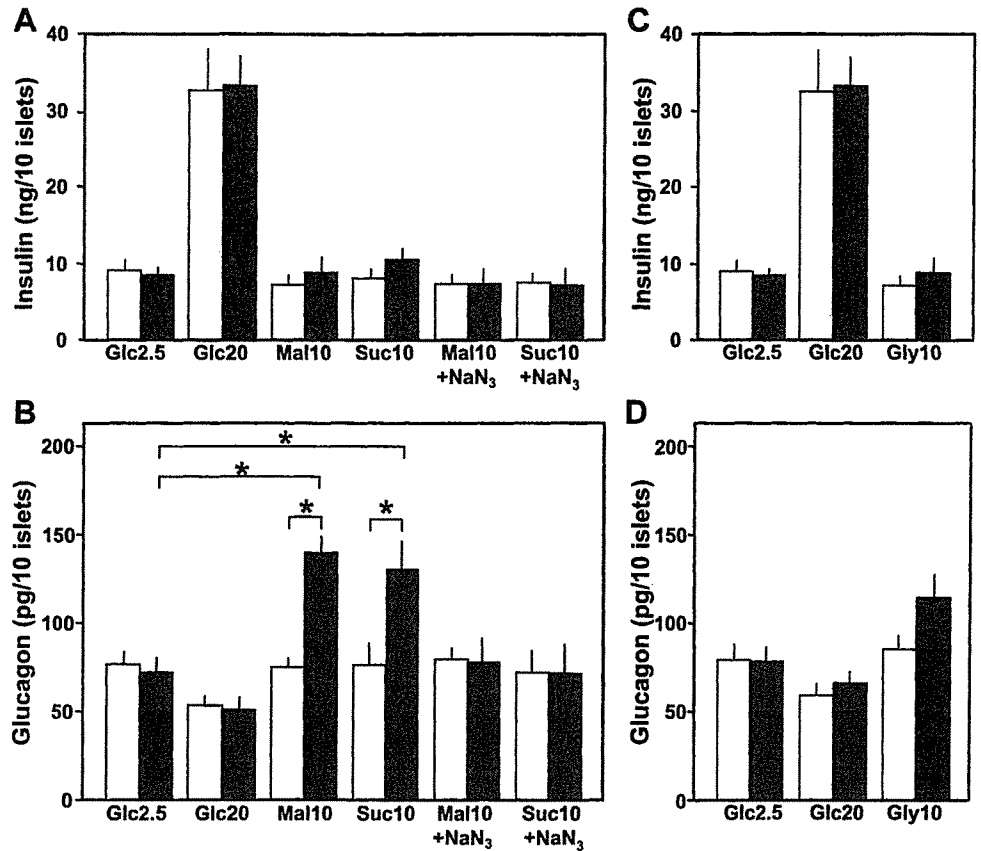 A
Insulin (ng/10 islets)
40
30
20
10
0
Glc2.5 Glc20 Mal10 Suc10 Mal10 Suc10
+NaN₃ +NaN₃
C
Insulin (ng/10 islets)
40
30
20
10
0
Glc2.5 Glc20 Gly10
B
Glucagon (pg/10 islets)
200
150
100
50
0
*
*
* *
Glc2.5 Glc20 Mal10 Suc10 Mal10 Suc10
+NaN₃ +NaN₃
D
Glucagon (pg/10 islets)
200
150
100
50
0
Glc2.5 Glc20 Gly10